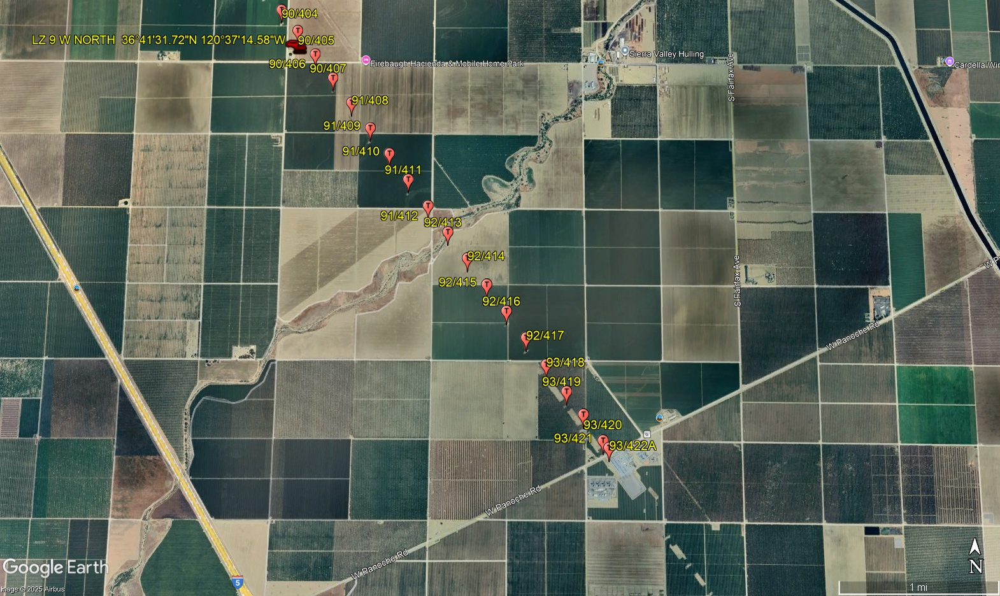 90/404
LZ 9 W NORTH 36°41'31.72"N 120°37'14.58"W
90/405
Sierra Valley Hulling
90/406
90/407
Firebaugh Hacienda & Mobile Home Park
Cardella Win
S Fairfax Ave
91/408
91/409
91/410
91/411
91/412
92/413
92/414
W P
92/415
S Fairfax Ave
92/416
92/417
W Panoche Rd
93/418
93/419
93/420
93/421
93/422A
W Panoche Rd
W Panoche Rd
Google Earth
5
N
Image © 2025 Airbus
1 mi